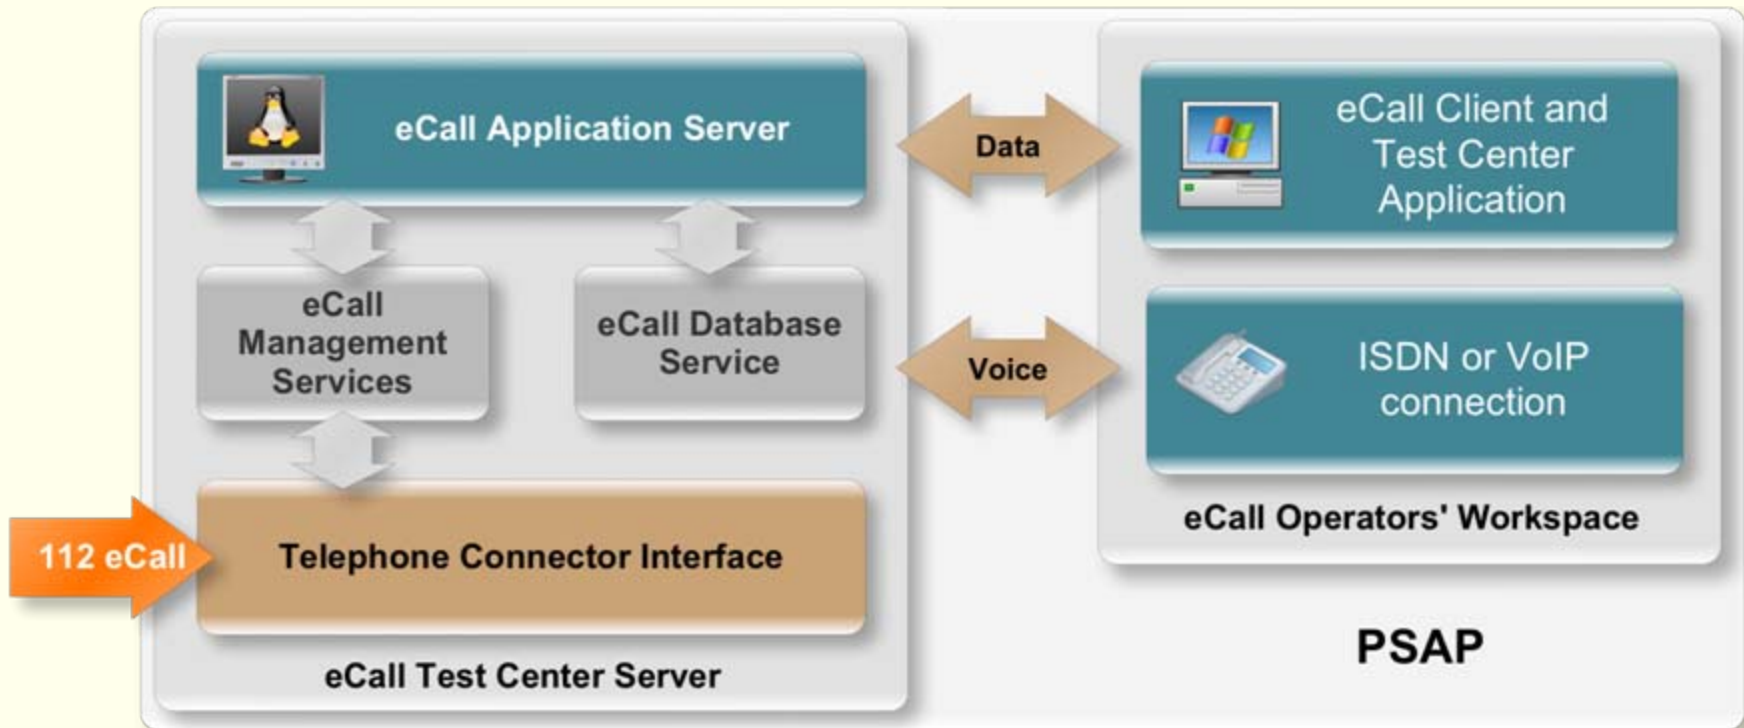 eCall Application Server
eCall
Management
Services
eCall Database
Service
112 eCall
Telephone Connector Interface
eCall Test Center Server
Data
Voice
eCall Client and
Test Center
Application
ISDN or VoIP
connection
eCall Operators' Workspace
PSAP